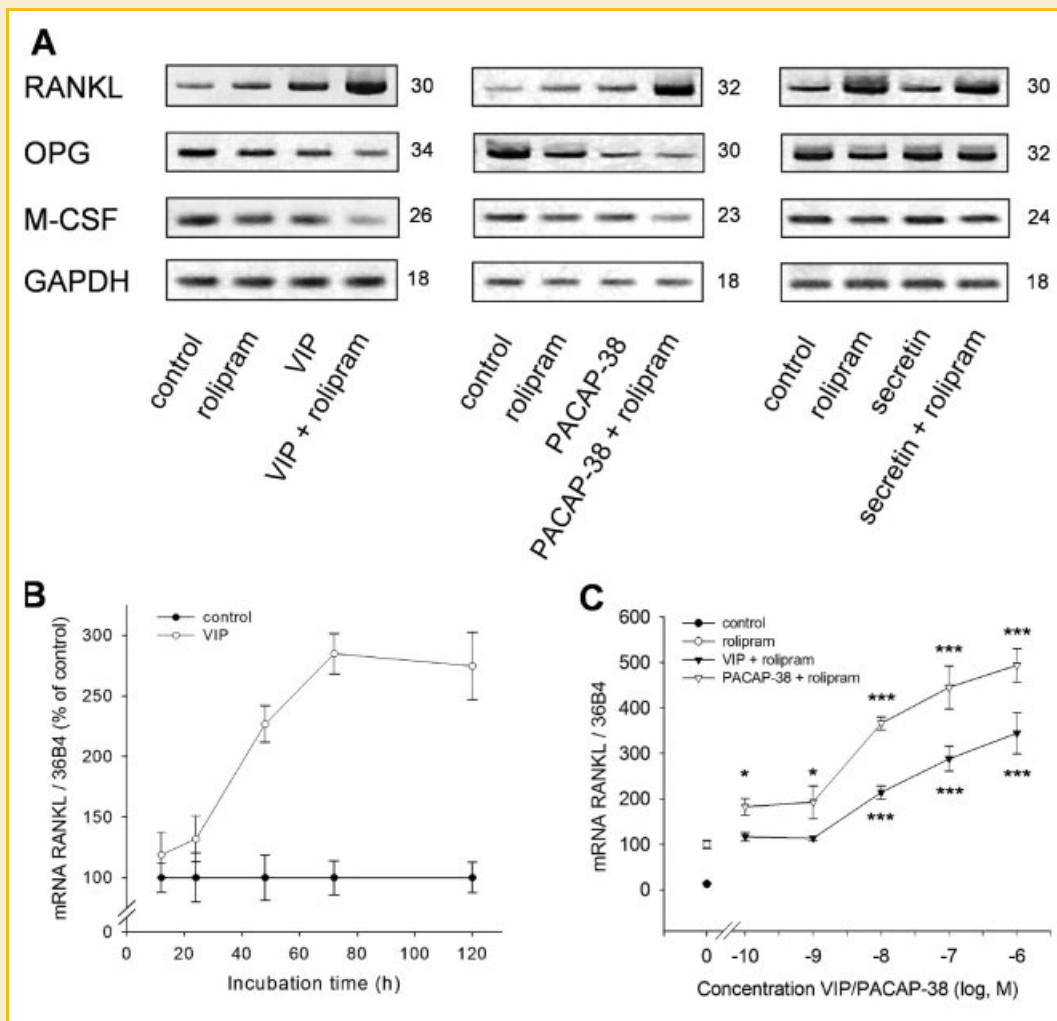 A
RANKL 30 32 30
OPG 34 30 32
M-CSF 26 23 24
GAPDH 18 18 18
control rolipram VIP VIP + rolipram
control rolipram PACAP-38 PACAP-38 + rolipram
control rolipram secretin secretin + rolipram
B
control
VIP
mRNA RANKL / 36B4 (% of control)
300
250
200
150
100
0
0 20 40 60 80 100 120
Incubation time (h)
C
control
rolipram
VIP + rolipram
PACAP-38 + rolipram
mRNA RANKL / 36B4
600
500
400
300
200
100
0
* * *** *** ***
*** *** ***
0 -10 -9 -8 -7 -6
Concentration VIP/PACAP-38 (log, M)